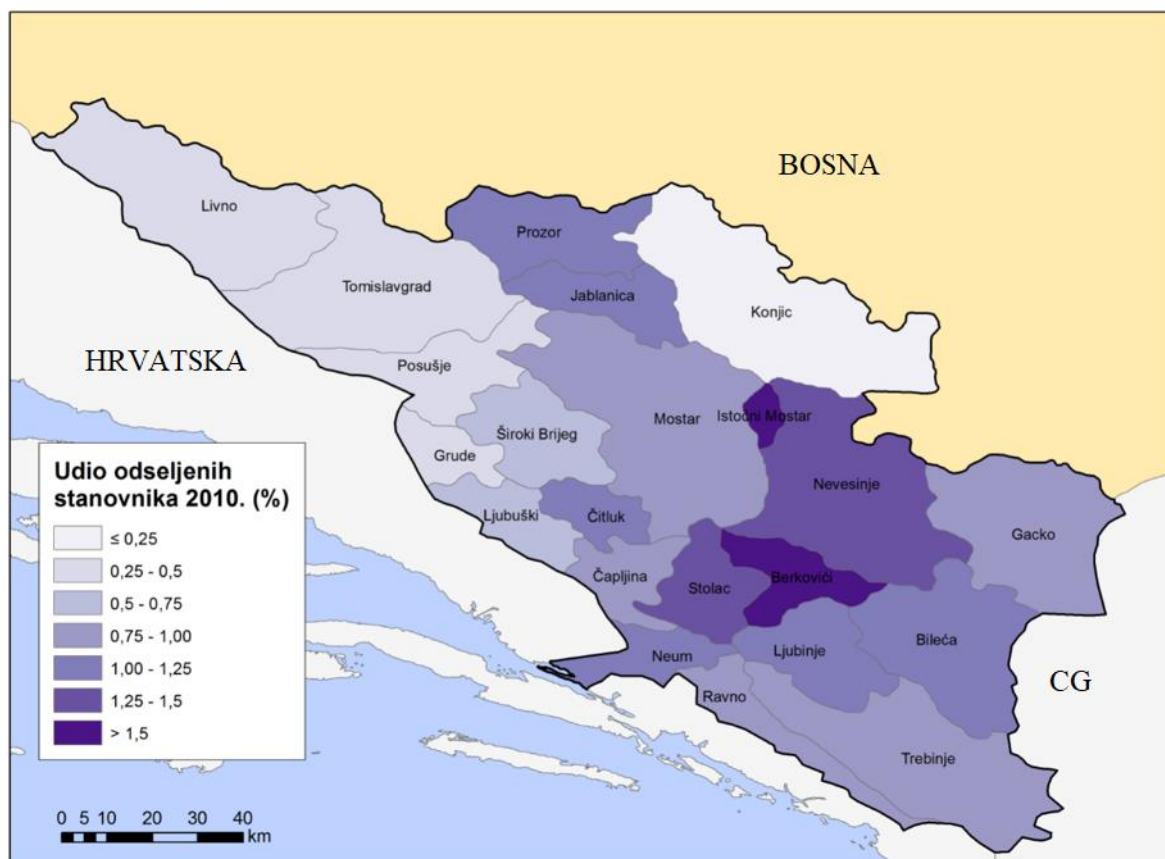 BOSNA
Livno
Prozor
Tomislavgrad
Jablanica
Konjic
HRVATSKA
Posušje
Mostar
Istočni Mostar
Široki Brijeg
Grude
Nevesinje
Ljubuški
Čitluk
Gacko
Čapljina
Stolac
Berkovići
Bileća
Neum
Ljubinje
CG
Ravno
Trebinje
Udio odseljenih
stanovnika 2010. (%)
≤ 0,25
0,25 - 0,5
0,5 - 0,75
0,75 - 1,00
1,00 - 1,25
1,25 - 1,5
> 1,5
0 5 10 20 30 40
km